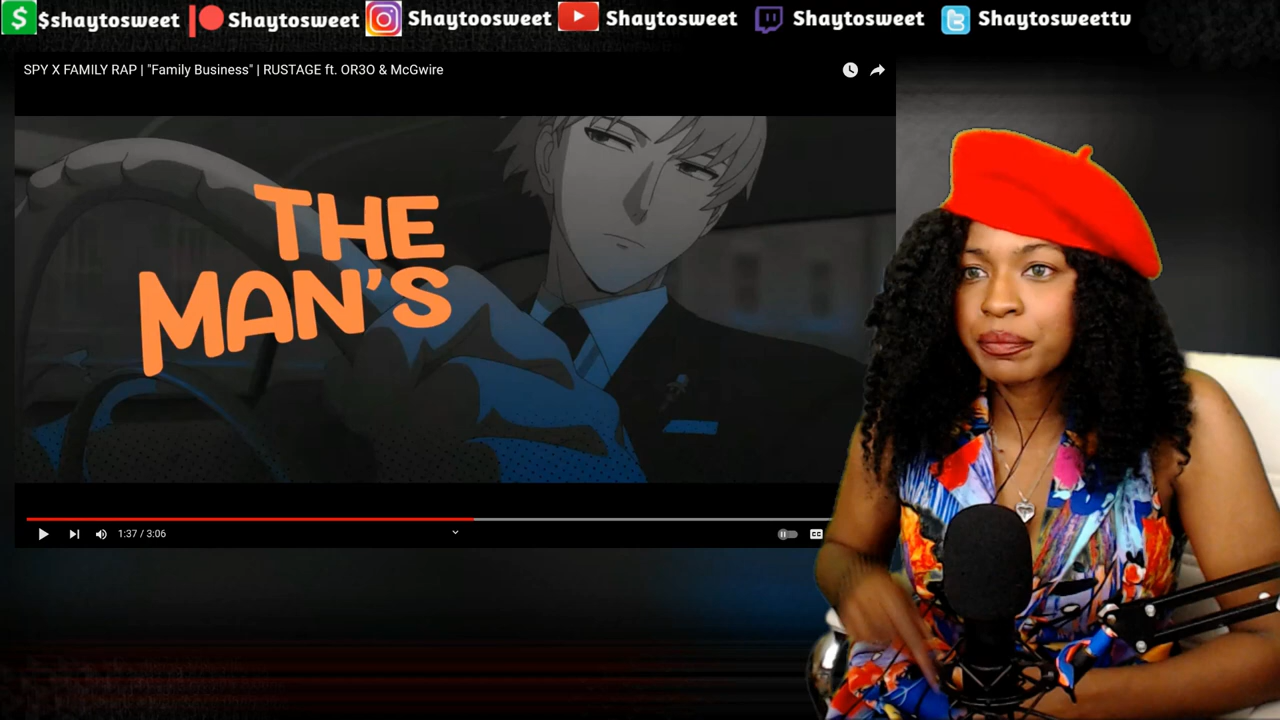 $shaytosweet Shaytosweet Shaytoosweet Shaytosweet Shaytosweet Shaytosweettv
SPY X FAMILY RAP | "Family Business" | RUSTAGE ft. OR3O & McGwire
THE
MAN'S
1:37 / 3:06
CC